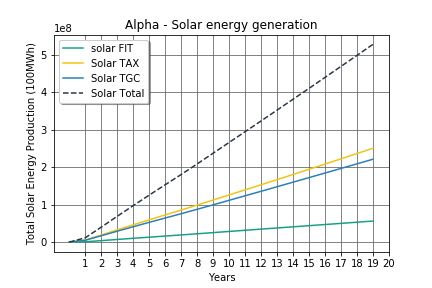 Alpha - Solar energy generation
1e8
Total Solar Energy Production (100MWh)
5
4
3
2
1
0
solar FIT
Solar TAX
Solar TGC
Solar Total
1 2 3 4 5 6 7 8 9 10 11 12 13 14 15 16 17 18 19 20
Years